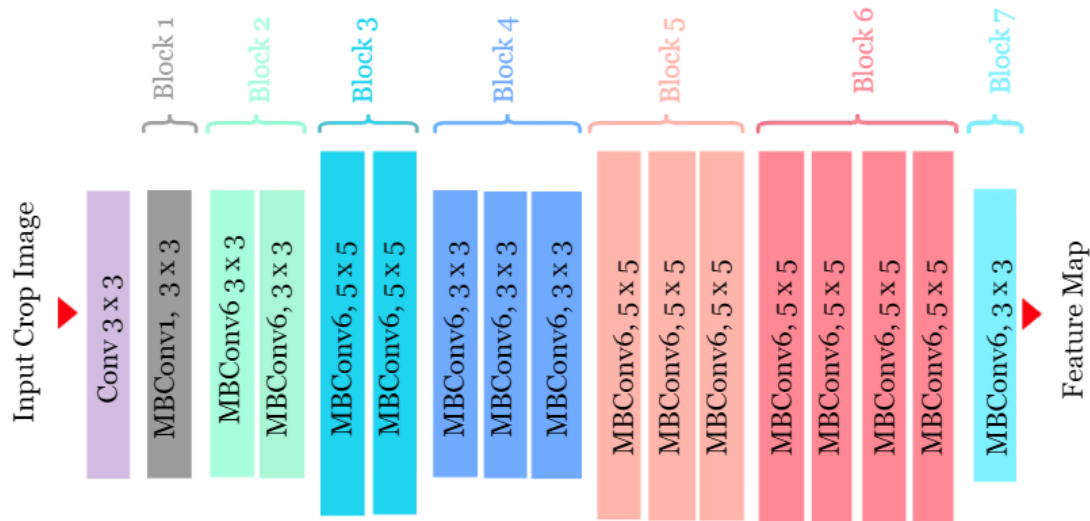 Input Crop Image
Conv 3 x 3
Block 1
MBConv1, 3 x 3
Block 2
MBConv6 3 x 3
MBConv6, 3 x 3
Block 3
MBConv6, 5 x 5
MBConv6, 5 x 5
Block 4
MBConv6, 3 x 3
MBConv6, 3 x 3
MBConv6, 3 x 3
Block 5
MBConv6, 5 x 5
MBConv6, 5 x 5
MBConv6, 5 x 5
Block 6
MBConv6, 5 x 5
MBConv6, 5 x 5
MBConv6, 5 x 5
MBConv6, 5 x 5
Block 7
MBConv6, 3 x 3
Feature Map